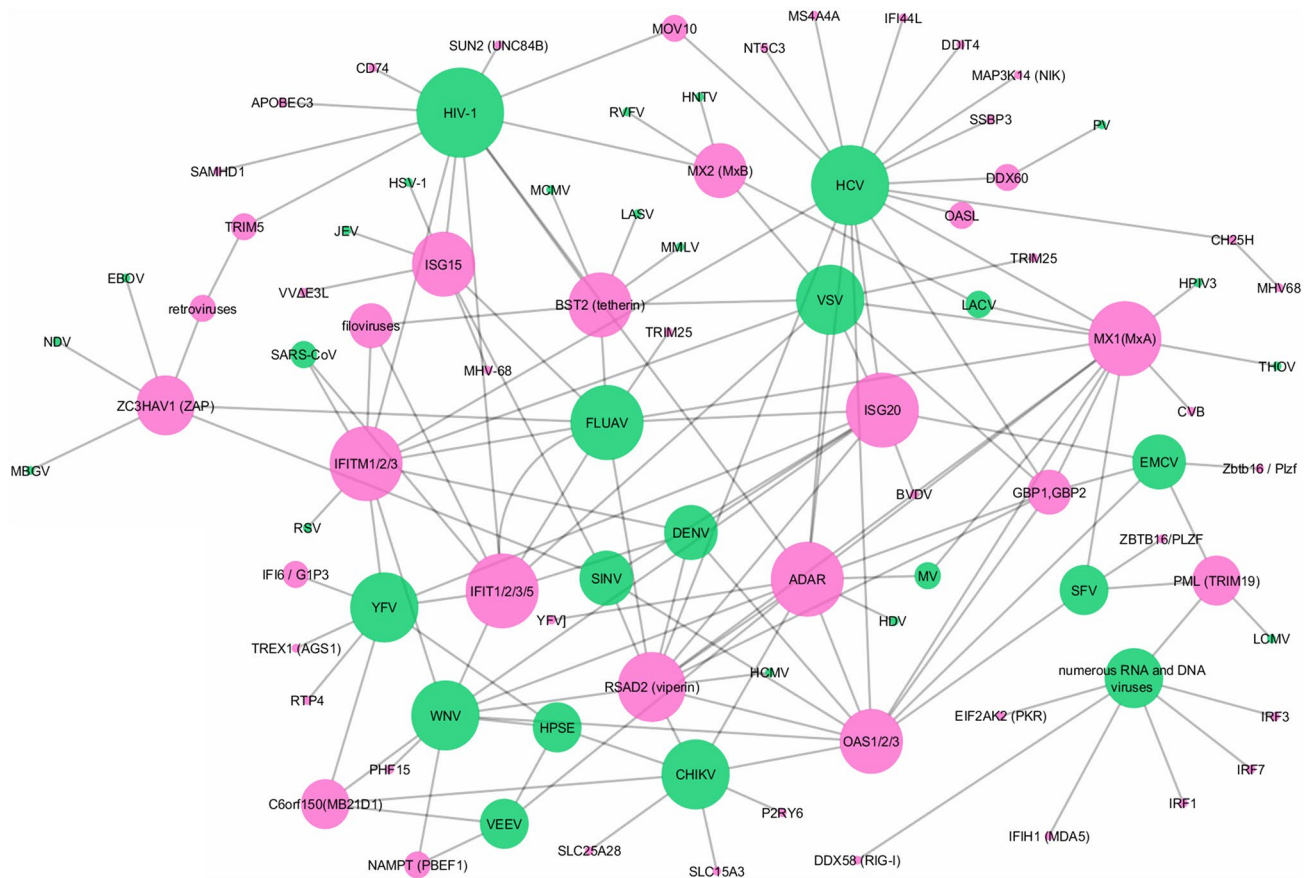 MS4A4A
IFI44L
MOV10
SUN2 (UNC84B)
NT5C3
DDIT4
CD74
MAP3K14 (NIK)
APOBEC3
HIV-1
HNTV
RVFV
SSBP3
PV
SAMHD1
MX2 (MxB)
HCV
DDX60
HSV-1
MCMV
LASV
OASL
TRIM5
JEV
MMLV
CH25H
ISG15
TRIM25
EBOV
VVΔE3L
BST2 (tetherin)
VSV
LACV
HPIV3
MHV68
retroviruses
filoviruses
TRIM25
MX1(MxA)
NDV
SARS-CoV
MHV-68
THOV
ZC3HAV1 (ZAP)
FLUAV
ISG20
CVB
MBGV
IFITM1/2/3
EMCV
Zbtb16 / Plzf
BVDV
GBP1,GBP2
RSV
DENV
ZBTB16/PLZF
IFI6 / G1P3
SINV
ADAR
MV
SFV
PML (TRIM19)
YFV
IFIT1/2/3/5
YFV]
HDV
TREX1 (AGS1)
LCMV
RTP4
RSAD2 (viperin)
HCMV
numerous RNA and DNA
viruses
WNV
HPSE
EIF2AK2 (PKR)
IRF3
OAS1/2/3
PHF15
CHIKV
IRF7
C6orf150(MB21D1)
VEEV
P2RY6
IRF1
NAMPT (PBEF1)
SLC25A28
SLC15A3
DDX58 (RIG-I)
IFIH1 (MDA5)